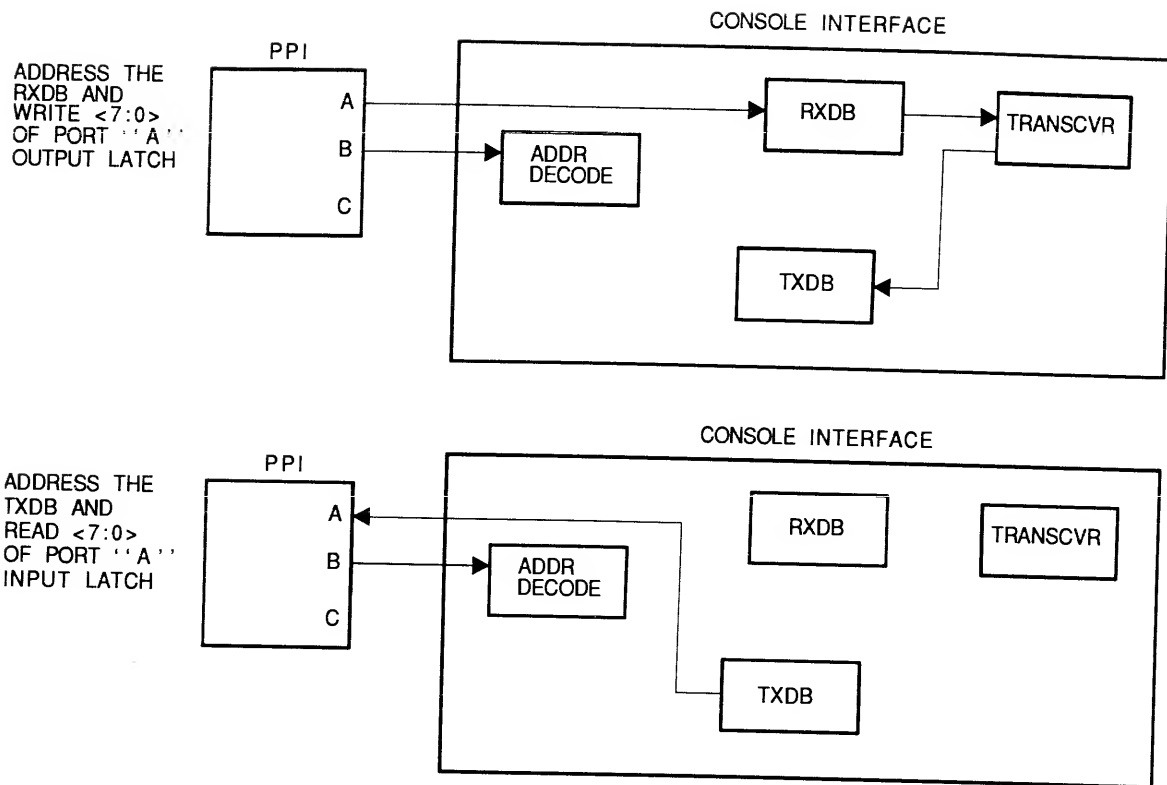 CONSOLE INTERFACE
PPI
ADDRESS THE
RXDB AND
WRITE <7:0>
OF PORT ''A''
OUTPUT LATCH
A
B
C
ADDR
DECODE
RXDB
TRANSCVR
TXDB
CONSOLE INTERFACE
PPI
ADDRESS THE
TXDB AND
READ <7:0>
OF PORT ''A''
INPUT LATCH
A
B
C
ADDR
DECODE
RXDB
TRANSCVR
TXDB